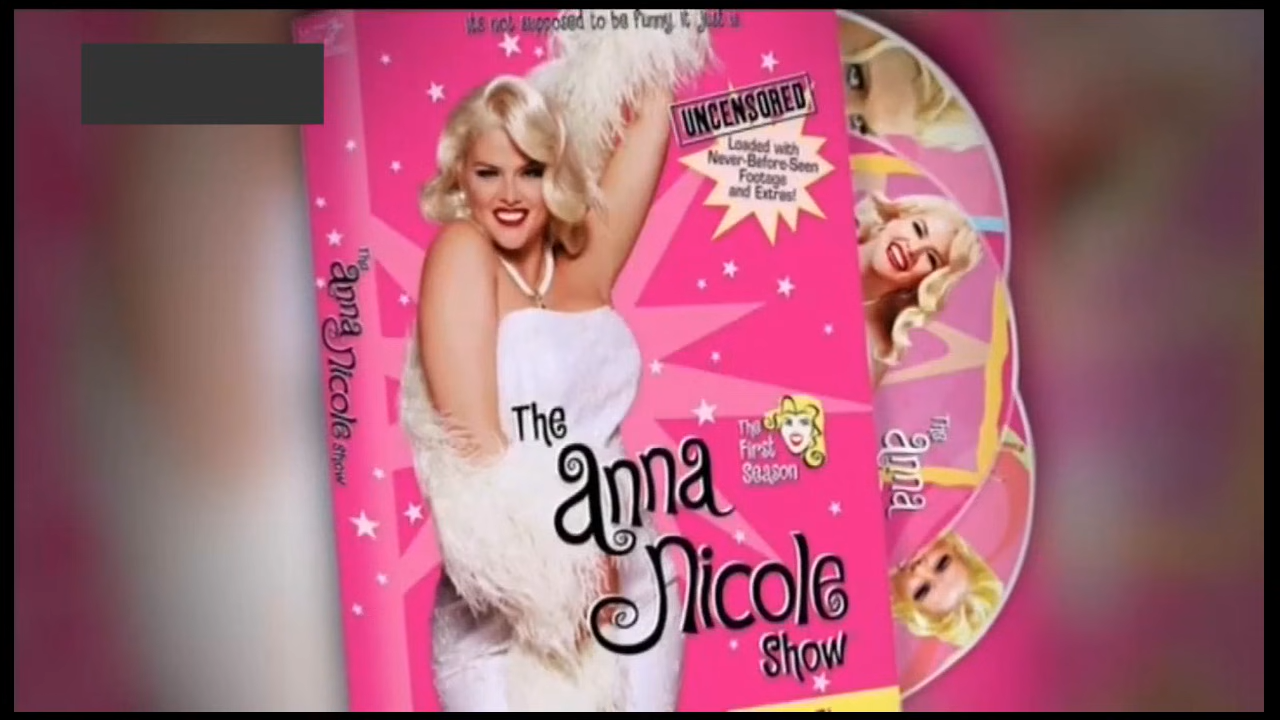 it's not supposed to be funny, it just is.
UNCENSORED
Loaded with
Never-Before-Seen
Footage
and Extras!
The
anna
Nicole
Show
The
First
Season
The anna Nicole Show
The
anna